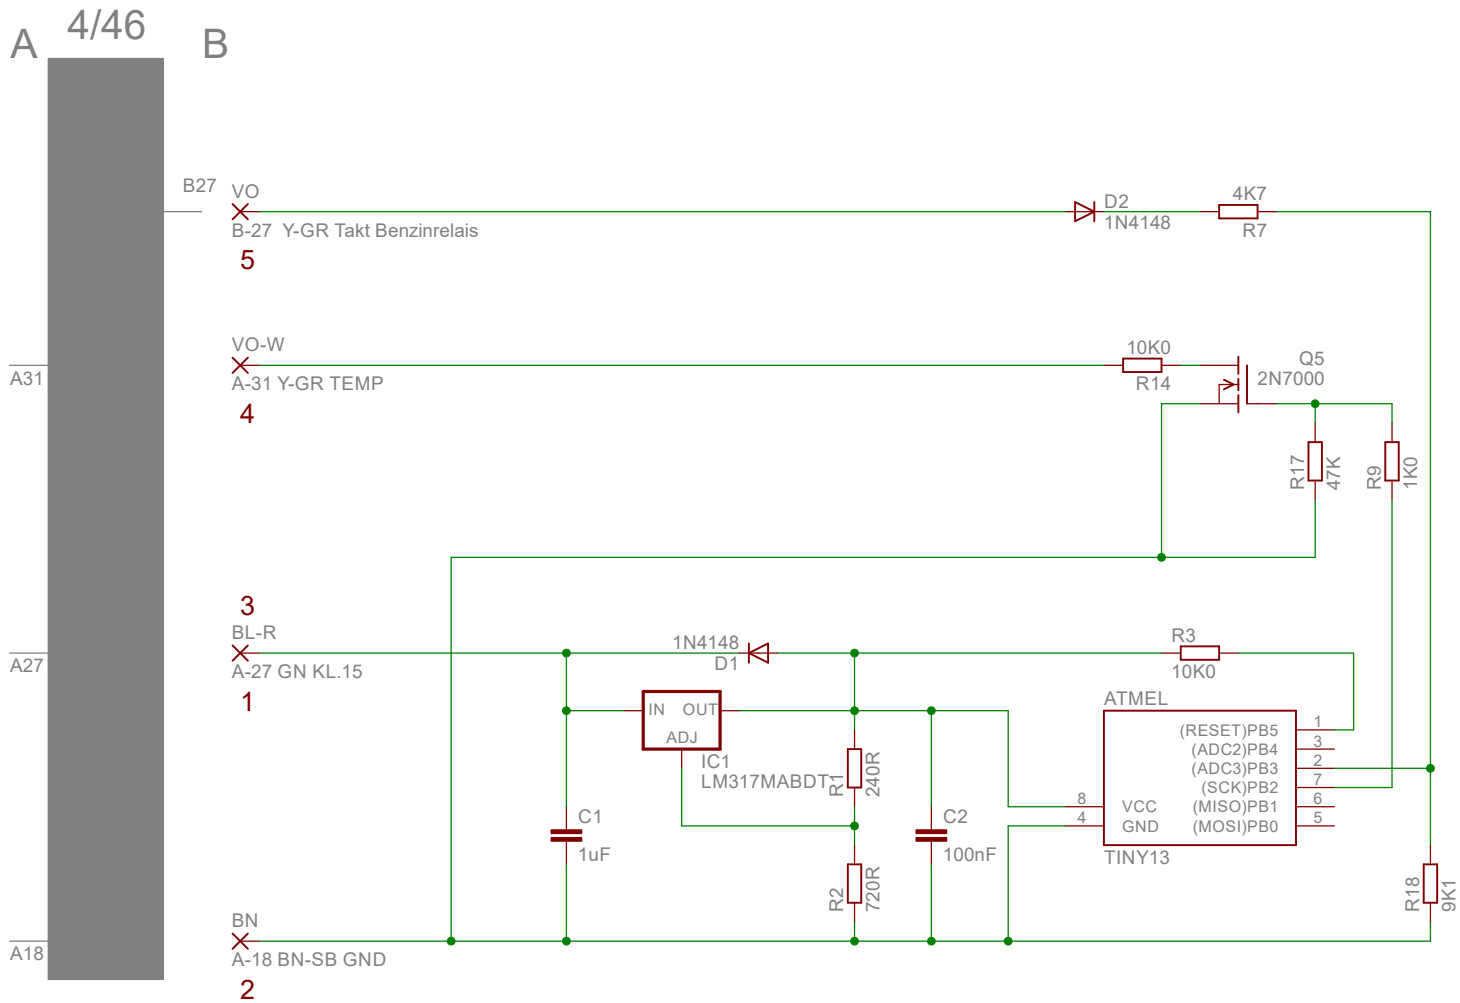 4/46
A
B
B27
VO
B-27 Y-GR Takt Benzinrelais
5
D2
1N4148
4K7
R7
A31
VO-W
A-31 Y-GR TEMP
4
10K0
R14
Q5
2N7000
R17
47K
R9
1K0
3
BL-R
A27
A-27 GN KL.15
1
1N4148
D1
R3
10K0
IN
OUT
ADJ
IC1
LM317MABDT
R1
240R
ATMEL
(RESET)PB5
1
(ADC2)PB4
3
(ADC3)PB3
2
(SCK)PB2
7
8
VCC
(MISO)PB1
6
4
GND
(MOSI)PB0
5
TINY13
C1
1uF
C2
100nF
R2
720R
R18
9K1
BN
A18
A-18 BN-SB GND
2